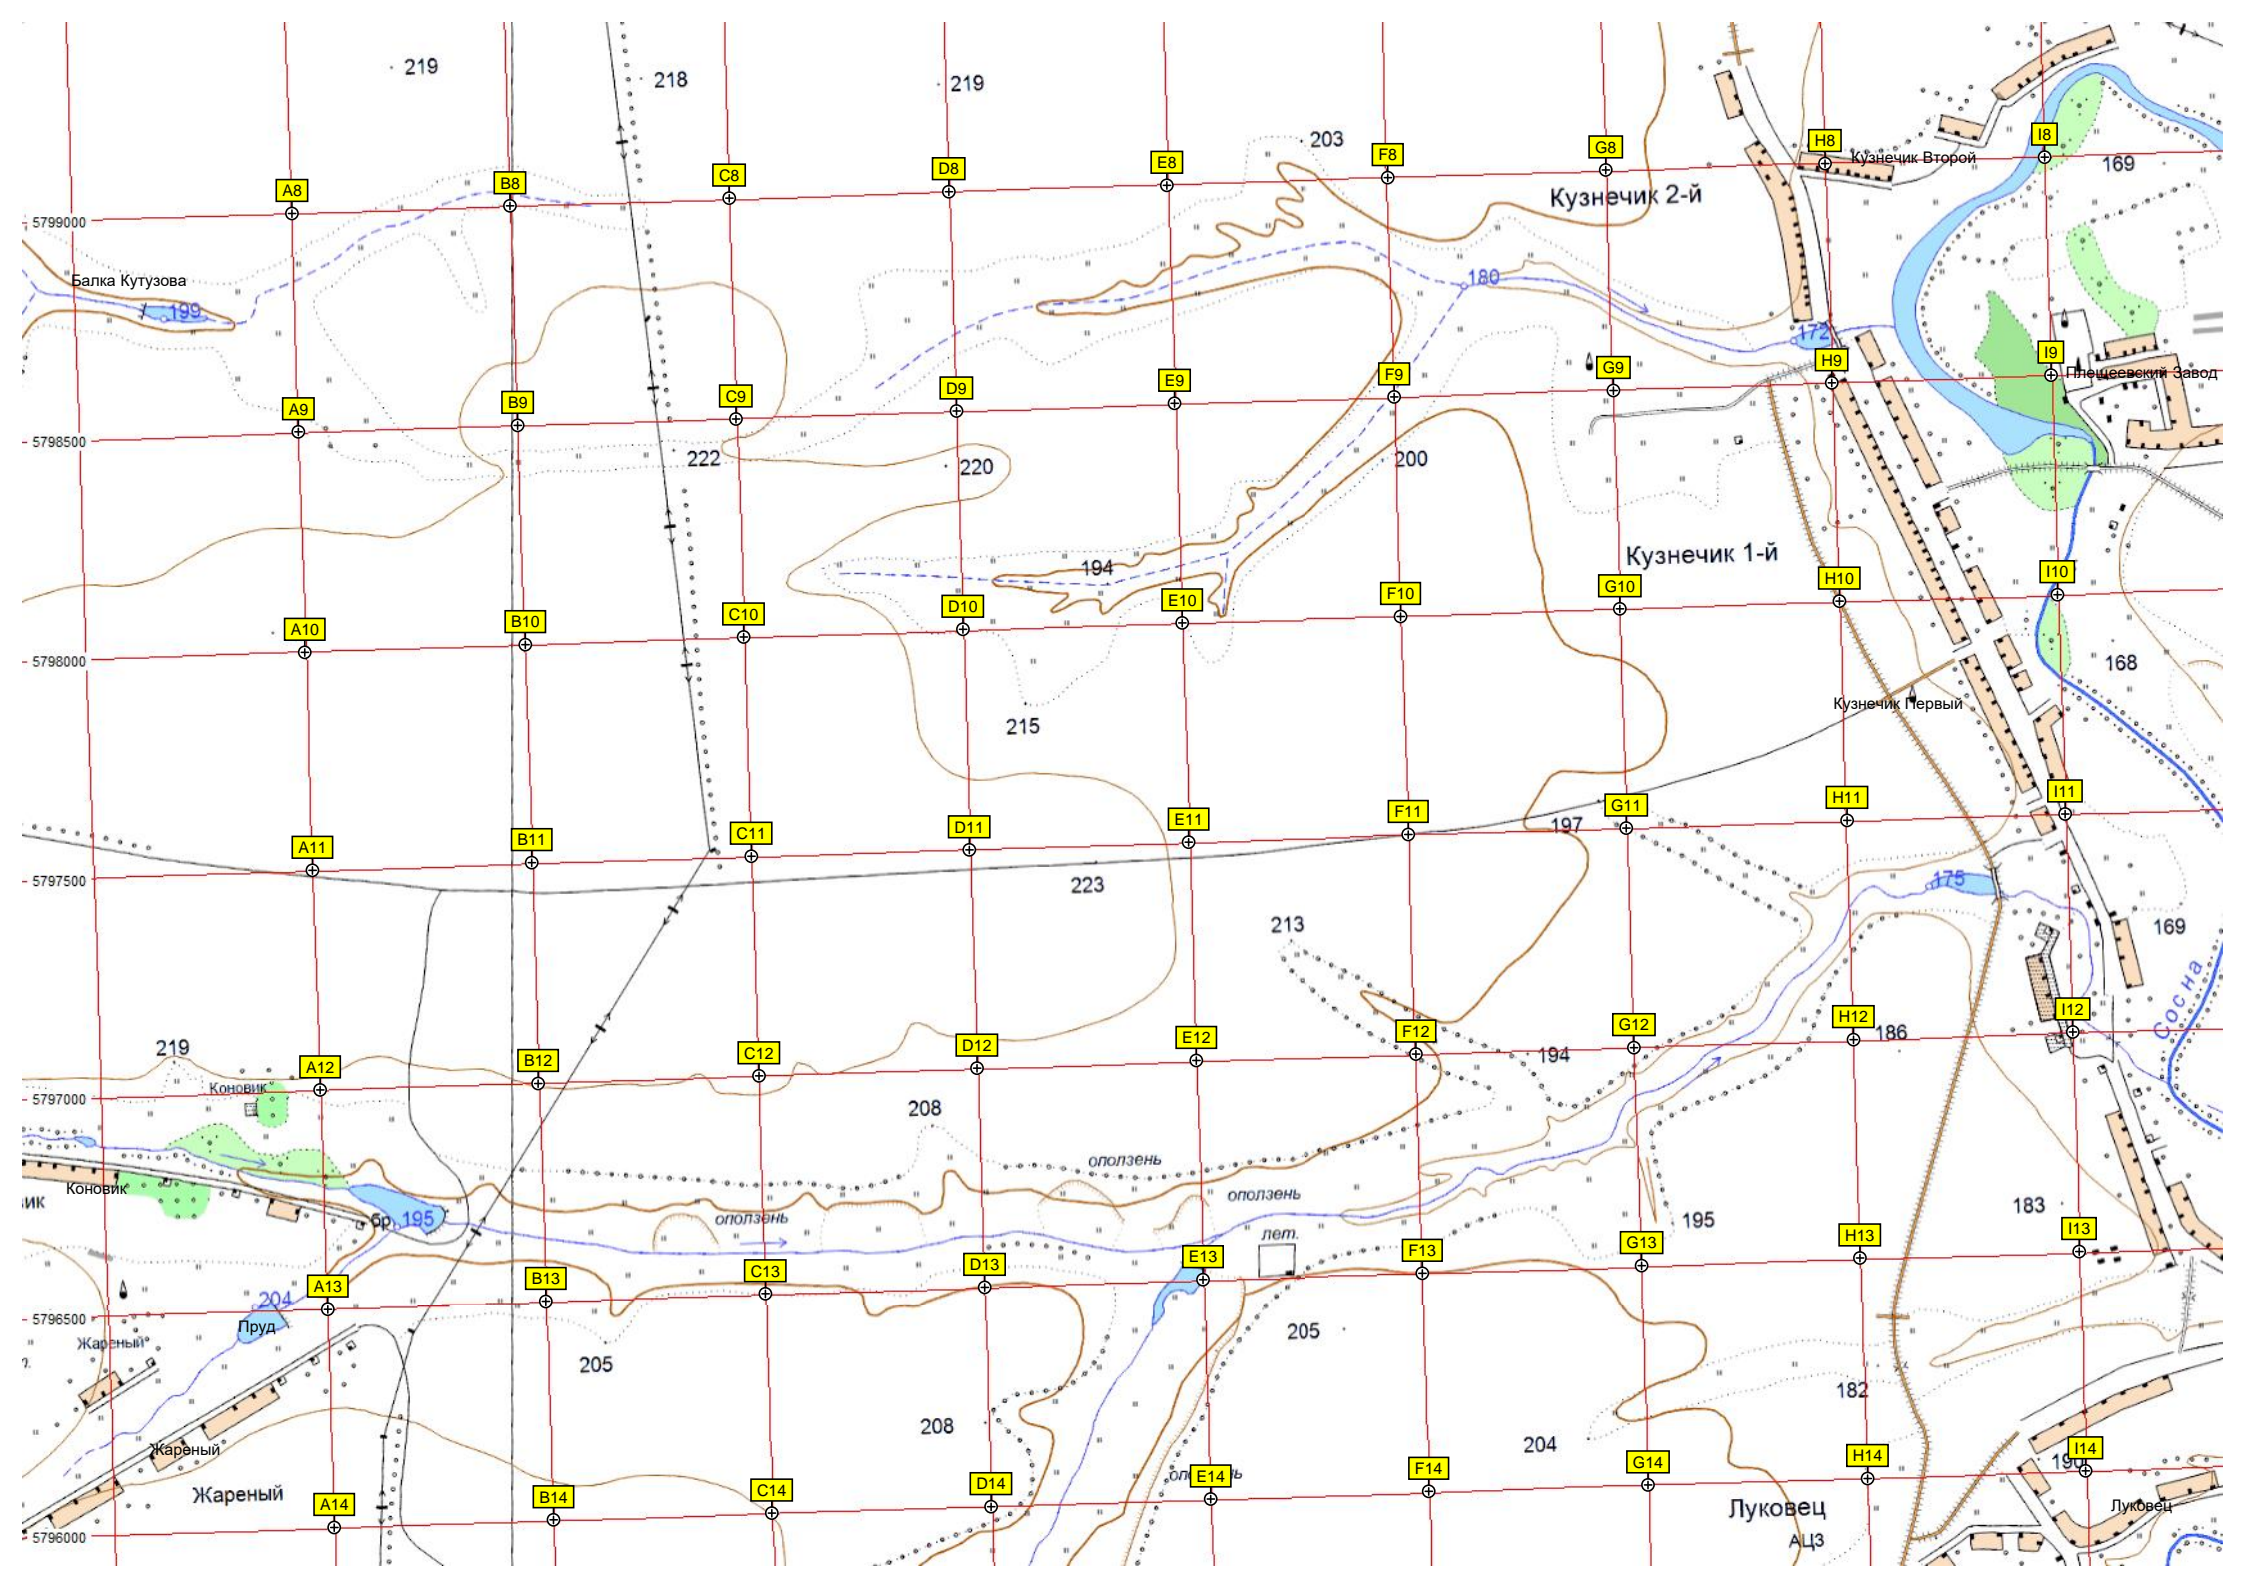 219
218
219
203
A8
B8
C8
D8
E8
F8
G8
H8
I8
Кузнечик Второй
169
Кузнечик 2-й
5799000
Балка Кутузова
199
180
172
A9
B9
C9
D9
E9
F9
G9
H9
I9
Плещеевский Завод
5798500
222
220
200
194
Кузнечик 1-й
A10
B10
C10
D10
E10
F10
G10
H10
I10
5798000
168
215
Кузнечик Первый
A11
B11
C11
D11
E11
F11
G11
H11
I11
197
5797500
223
175
213
169
Сосна
A12
B12
C12
D12
E12
F12
G12
H12
I12
219
194
186
Коновик
5797000
208
оползень
оползень
оползень
Коновик
ик
бр.
195
195
183
лет.
A13
B13
C13
D13
E13
F13
G13
H13
I13
204
5796500
Пруд
Жареный
205
205
182
208
204
Жареный
A14
B14
C14
D14
E14
F14
G14
H14
I14
190
Жареный
Луковец
Луковец
АЦЗ
5796000